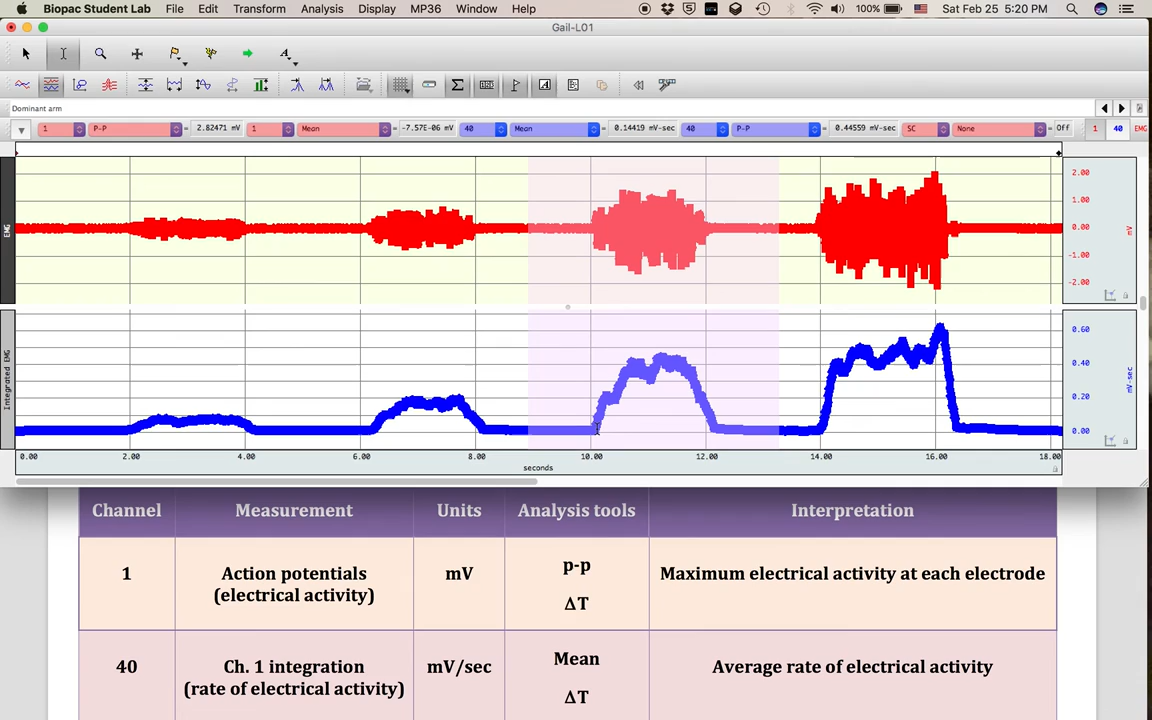 Biopac Student Lab File Edit Transform Analysis Display MP36 Window Help 100% Sat Feb 25 5:20 PM
Gail-L01
Dominant arm
1 P-P = 2.82471 mV 1 Mean = -7.57E-06 mV 40 Mean = 0.14419 mV-sec 40 P-P = 0.44559 mV-sec SC None = Off 1 40 EMG
EMG
2.00
1.00
0.00
-1.00
-2.00
mV
Integrated EMG
0.60
0.40
0.20
0.00
mV-sec
0.00 2.00 4.00 6.00 8.00 10.00 12.00 14.00 16.00 18.00
seconds
Channel Measurement Units Analysis tools Interpretation
1 Action potentials (electrical activity) mV p-p ΔT Maximum electrical activity at each electrode
40 Ch. 1 integration (rate of electrical activity) mV/sec Mean ΔT Average rate of electrical activity